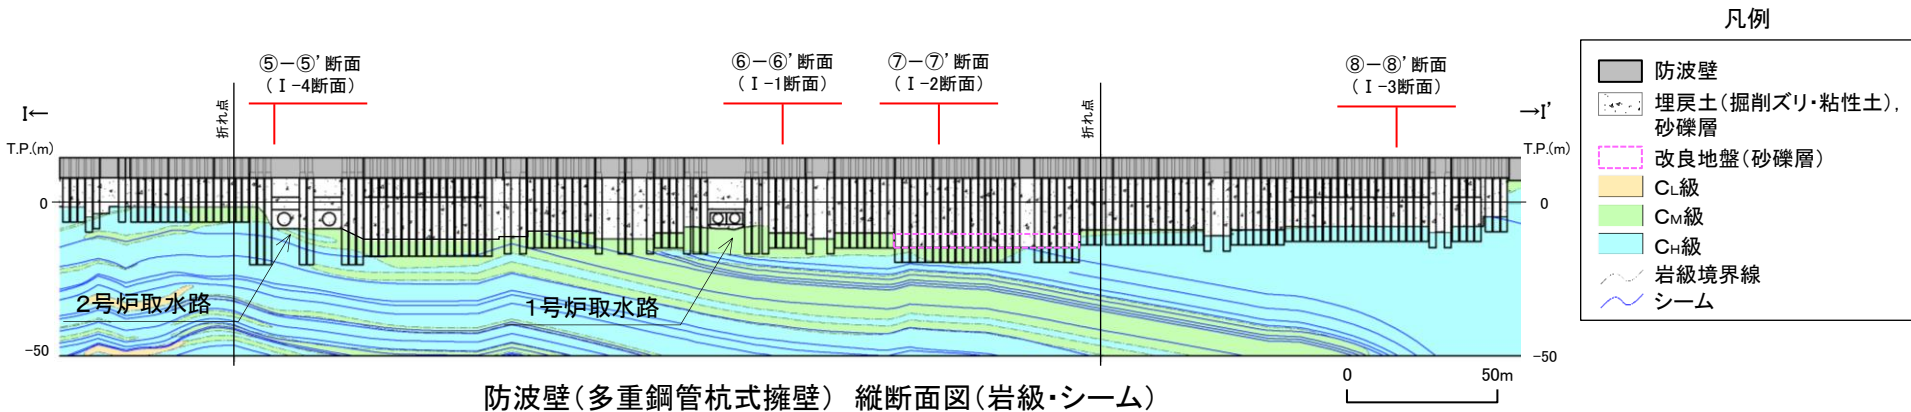 凡例
⑤－⑤’断面
（Ⅰ-4断面）
⑥－⑥’断面
（Ⅰ-1断面）
⑦－⑦’断面
（Ⅰ-2断面）
⑧－⑧’断面
（Ⅰ-3断面）
I←
折れ点
折れ点
→I’
T.P.(m)
T.P.(m)
0
0
2号炉取水路
1号炉取水路
-50
-50
防波壁
埋戻土（掘削ズリ・粘性土），
砂礫層
改良地盤（砂礫層）
CL級
CM級
CH級
岩級境界線
シーム
0
50m
防波壁（多重鋼管杭式擁壁） 縦断面図（岩級・シーム）